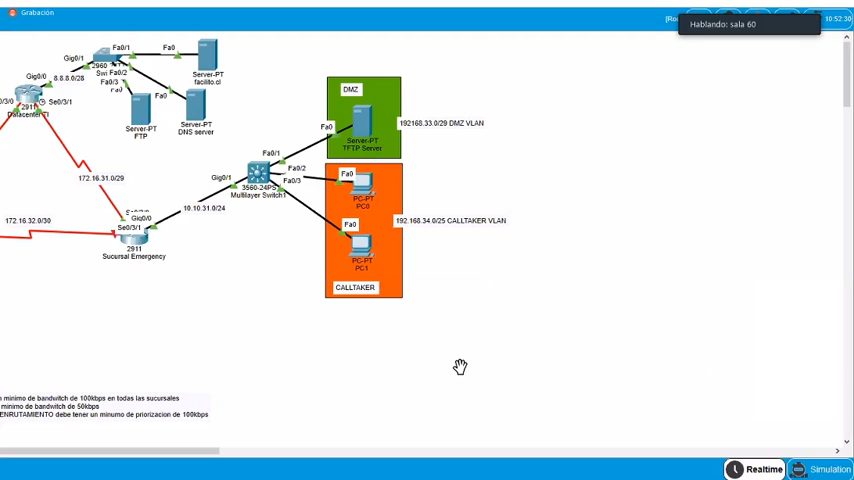 Grabación
[Roo
Hablando: sala 60
10:52:30
Fa0/1
Fa0
Gig0/1
2960
Swi
Fa0/2
Fa0/3
Fa0
Server-PT
facilito.cl
Gig0/0
8.8.8.0/28
Se0/3/1
2911
Datacenter TI
Server-PT
FTP
Server-PT
DNS server
DMZ
Fa0
192168.33.0/29 DMZ VLAN
Server-PT
TFTP Server
Fa0/1
Fa0/2
Fa0/3
Gig0/1
3560-24PS
Multilayer Switch1
172.16.31.0/29
Fa0
PC-PT
PC0
10.10.31.0/24
172.16.32.0/30
Gig0/0
Se0/3/1
2911
Sucursal Emergency
Fa0
192.168.34.0/25 CALLTAKER VLAN
PC-PT
PC1
CALLTAKER
n minimo de bandwitch de 100kbps en todas las sucursales
minimo de bandwitch de 50kbps
ENRUTAMIENTO debe tener un minumo de priorizacion de 100kbps
Realtime
Simulation